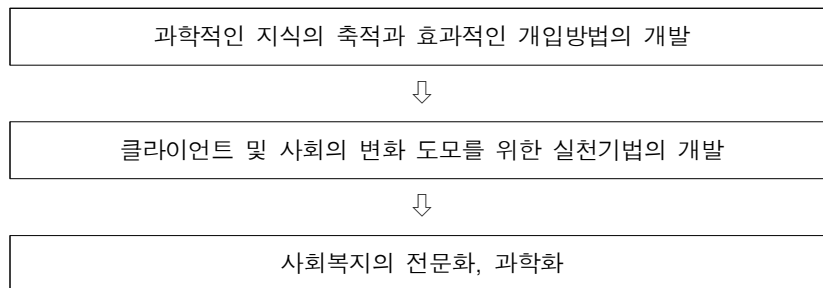 과학적인 지식의 축적과 효과적인 개입방법의 개발
⇩
클라이언트 및 사회의 변화 도모를 위한 실천기법의 개발
⇩
사회복지의 전문화, 과학화